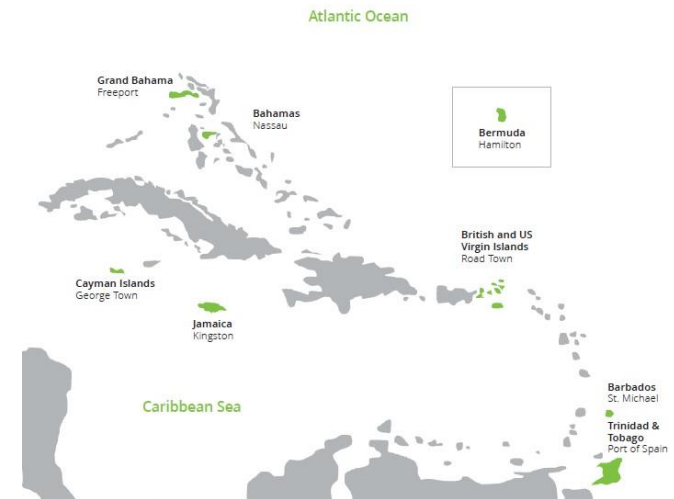 Atlantic Ocean
Grand Bahama
Freeport
Bahamas
Nassau
Bermuda
Hamilton
British and US
Virgin Islands
Road Town
Cayman Islands
George Town
Jamaica
Kingston
Caribbean Sea
Barbados
St. Michael
Trinidad &
Tobago
Port of Spain